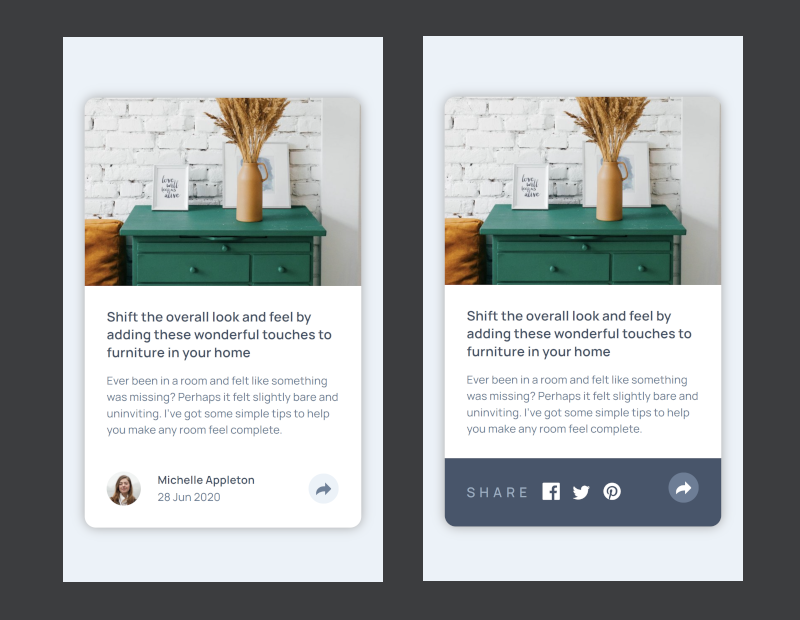 love
will
alive
Shift the overall look and feel by
adding these wonderful touches to
furniture in your home
Ever been in a room and felt like something
was missing? Perhaps it felt slightly bare and
uninviting. I've got some simple tips to help
you make any room feel complete.
Michelle Appleton
28 Jun 2020
love
will
alive
Shift the overall look and feel by
adding these wonderful touches to
furniture in your home
Ever been in a room and felt like something
was missing? Perhaps it felt slightly bare and
uninviting. I've got some simple tips to help
you make any room feel complete.
SHARE